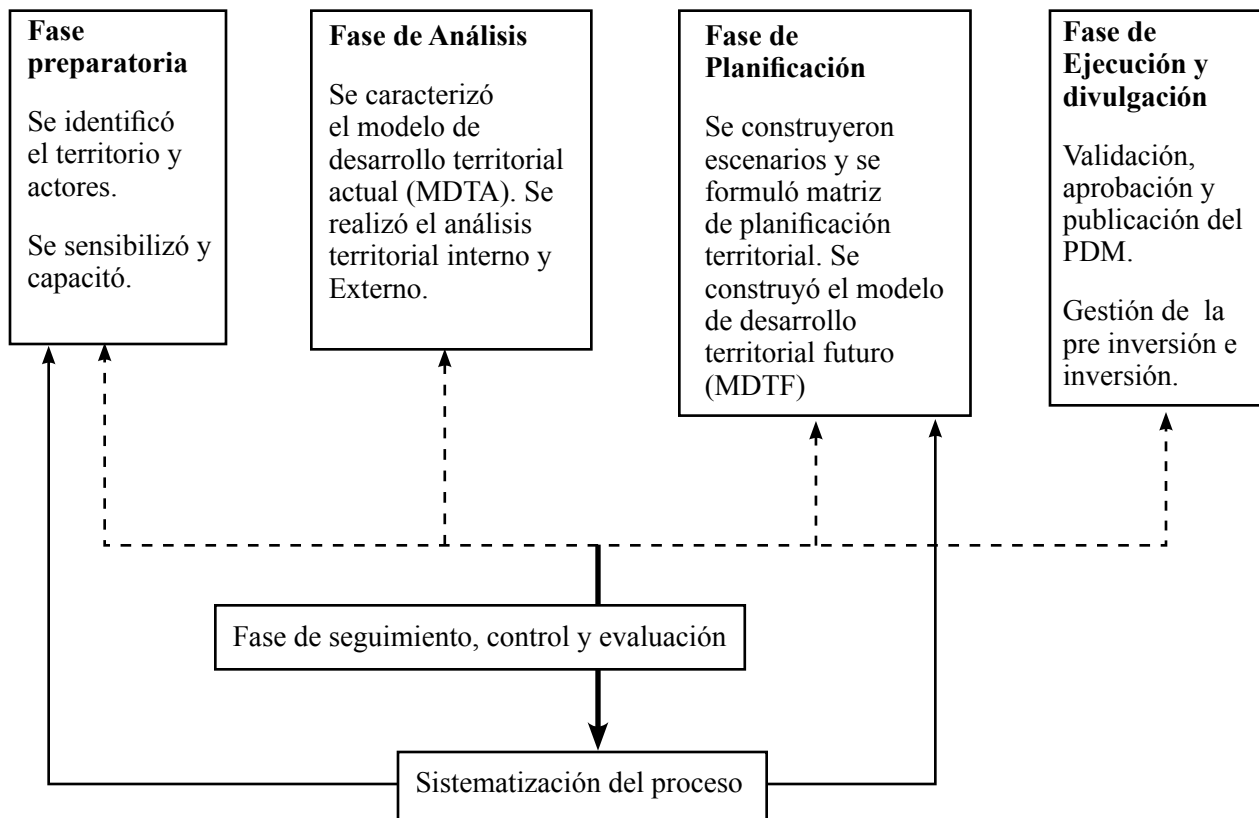 Fase
preparatoria
Se identificó
el territorio y
actores.
Se sensibilizó y
capacitó.
Fase de Análisis
Se caracterizó
el modelo de
desarrollo territorial
actual (MDTA). Se
realizó el análisis
territorial interno y
Externo.
Fase de
Planificación
Se construyeron
escenarios y se
formuló matriz
de planificación
territorial. Se
construyó el modelo
de desarrollo
territorial futuro
(MDTF)
Fase de
Ejecución y
divulgación
Validación,
aprobación y
publicación del
PDM.
Gestión de la
pre inversión e
inversión.
Fase de seguimiento, control y evaluación
Sistematización del proceso